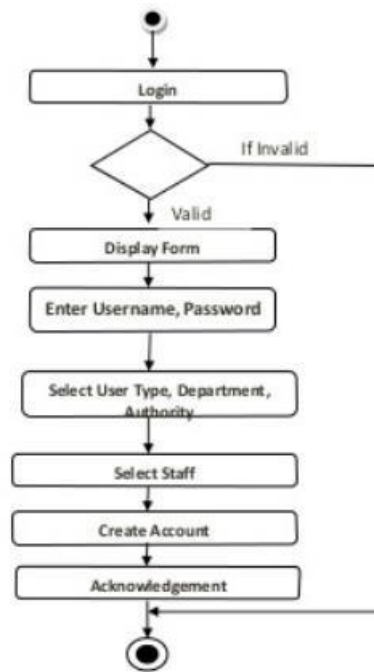 Login
If Invalid
Valid
Display Form
Enter Username, Password
Select User Type, Department,
Authority
Select Staff
Create Account
Acknowledgement